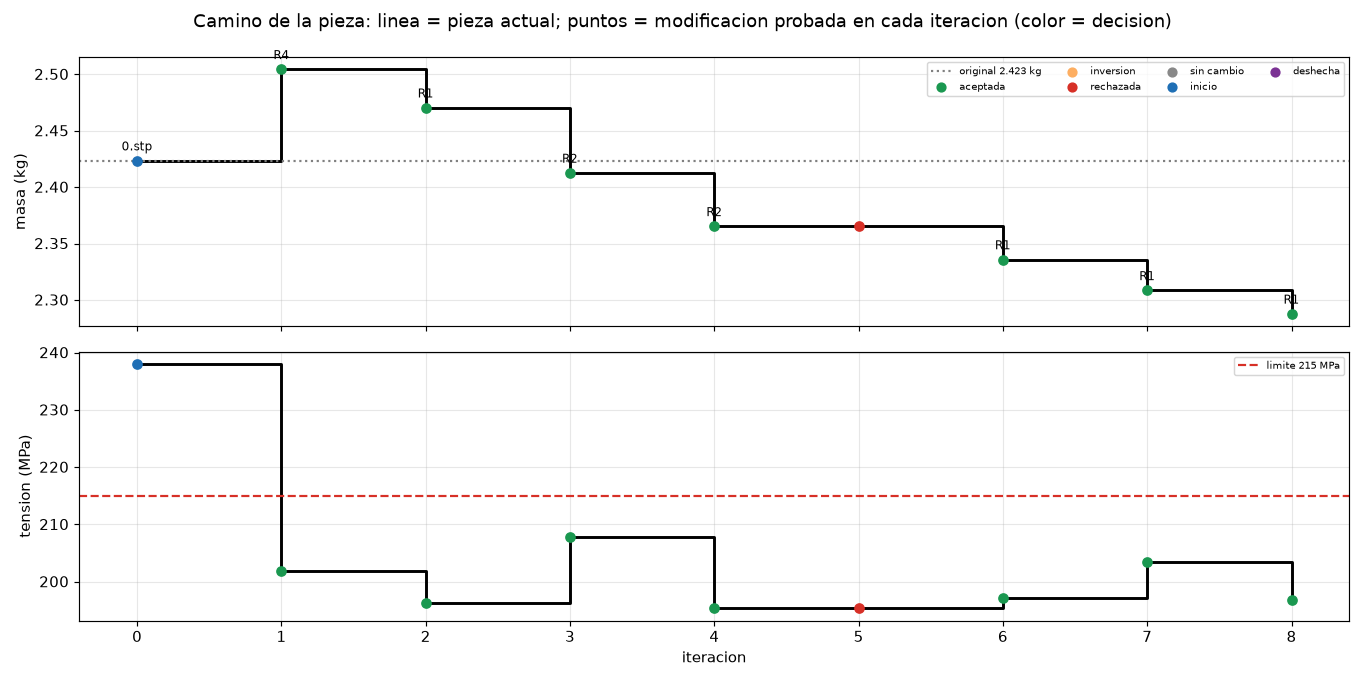 Camino de la pieza: linea = pieza actual; puntos = modificacion probada en cada iteracion (color = decision)
masa (kg)
2.50
2.45
2.40
2.35
2.30
0.stp
R4
R1
R2
R2
R1
R1
R1
original 2.423 kg
aceptada
inversion
rechazada
sin cambio
inicio
deshecha
tension (MPa)
240
230
220
210
200
limite 215 MPa
0 1 2 3 4 5 6 7 8
iteracion